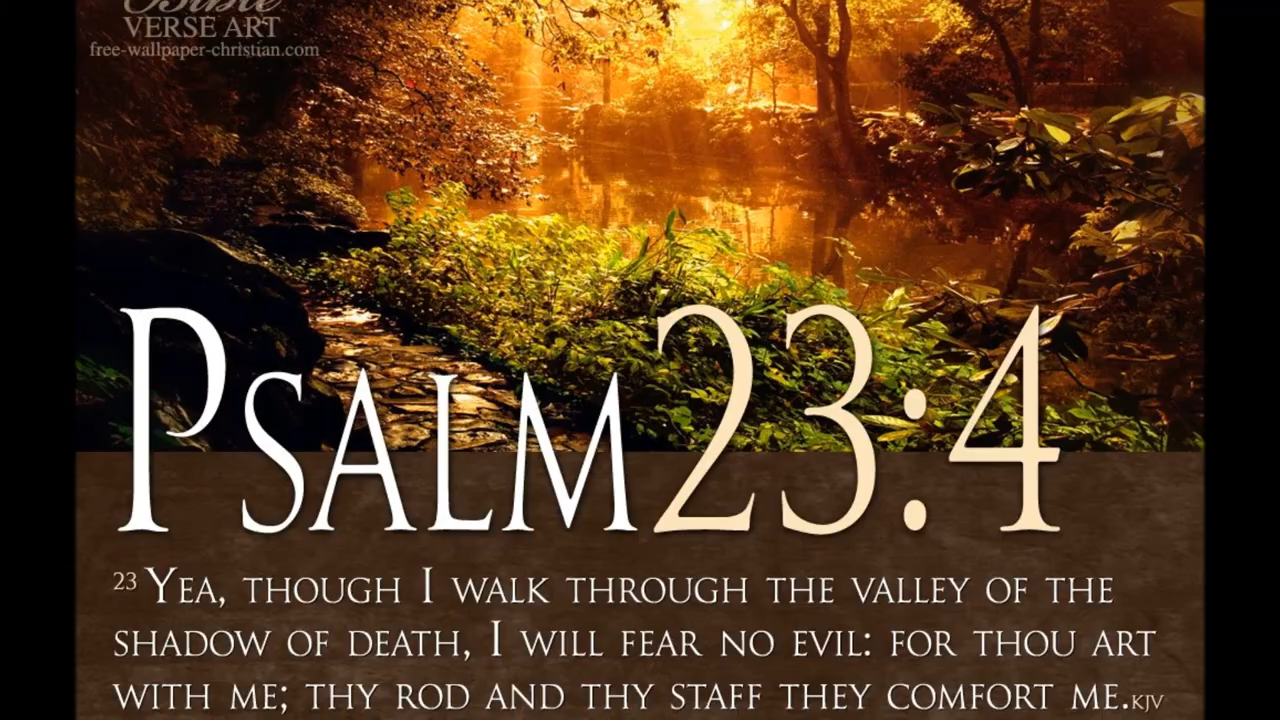 Bible
VERSE ART
free-wallpaper-christian.com
PSALM 23:4
23 YEA, THOUGH I WALK THROUGH THE VALLEY OF THE
SHADOW OF DEATH, I WILL FEAR NO EVIL: FOR THOU ART
WITH ME; THY ROD AND THY STAFF THEY COMFORT ME.KJV